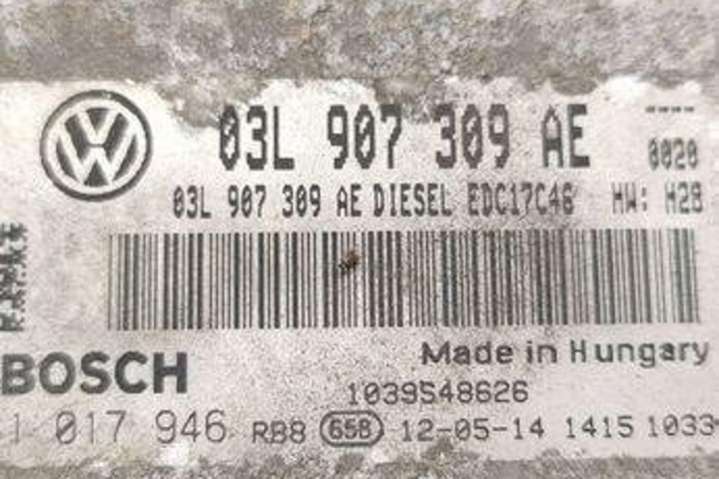 03L 907 309 AE ----
0020
03L 907 309 AE DIESEL EDC17C46 HW: H28
BOSCH
Made in Hungary
1039S48626
1 017 946 RB8 658 12-05-14 1415 1033